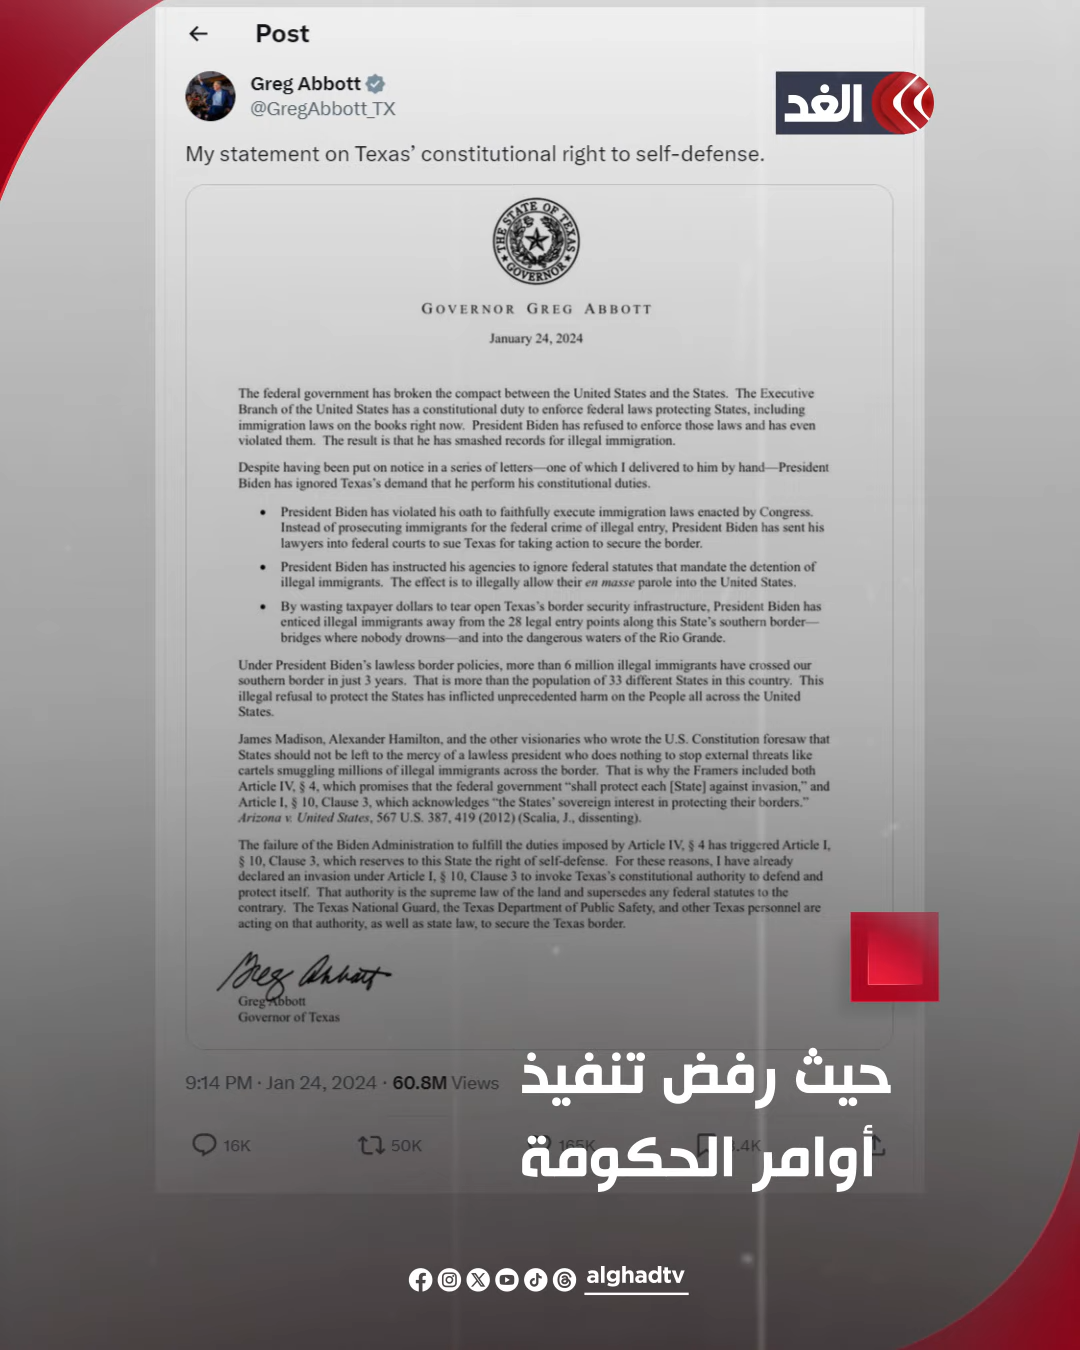 Post
Greg Abbott
@GregAbbott_TX
الغد
My statement on Texas’ constitutional right to self-defense.
THE STATE OF TEXAS
GOVERNOR
GOVERNOR GREG ABBOTT
January 24, 2024
The federal government has broken the compact between the United States and the States. The Executive
Branch of the United States has a constitutional duty to enforce federal laws protecting States, including
immigration laws on the books right now. President Biden has refused to enforce those laws and has even
violated them. The result is that he has smashed records for illegal immigration.
Despite having been put on notice in a series of letters—one of which I delivered to him by hand—President
Biden has ignored Texas’s demand that he perform his constitutional duties.
• President Biden has violated his oath to faithfully execute immigration laws enacted by Congress.
Instead of prosecuting immigrants for the federal crime of illegal entry, President Biden has sent his
lawyers into federal courts to sue Texas for taking action to secure the border.
• President Biden has instructed his agencies to ignore federal statutes that mandate the detention of
illegal immigrants. The effect is to illegally allow their en masse parole into the United States.
• By wasting taxpayer dollars to tear open Texas’s border security infrastructure, President Biden has
enticed illegal immigrants away from the 28 legal entry points along this State’s southern border—
bridges where nobody drowns—and into the dangerous waters of the Rio Grande.
Under President Biden’s lawless border policies, more than 6 million illegal immigrants have crossed our
southern border in just 3 years. That is more than the population of 33 different States in this country. This
illegal refusal to protect the States has inflicted unprecedented harm on the People all across the United
States.
James Madison, Alexander Hamilton, and the other visionaries who wrote the U.S. Constitution foresaw that
States should not be left to the mercy of a lawless president who does nothing to stop external threats like
cartels smuggling millions of illegal immigrants across the border. That is why the Framers included both
Article IV, § 4, which promises that the federal government “shall protect each [State] against invasion,” and
Article I, § 10, Clause 3, which acknowledges “the States’ sovereign interest in protecting their borders.”
Arizona v. United States, 567 U.S. 387, 419 (2012) (Scalia, J., dissenting).
The failure of the Biden Administration to fulfill the duties imposed by Article IV, § 4 has triggered Article I,
§ 10, Clause 3, which reserves to this State the right of self-defense. For these reasons, I have already
declared an invasion under Article I, § 10, Clause 3 to invoke Texas’s constitutional authority to defend and
protect itself. That authority is the supreme law of the land and supersedes any federal statutes to the
contrary. The Texas National Guard, the Texas Department of Public Safety, and other Texas personnel are
acting on that authority, as well as state law, to secure the Texas border.
Greg Abbott
Greg Abbott
Governor of Texas
9:14 PM · Jan 24, 2024 · 60.8M Views
حيث رفض تنفيذ
16K 50K 165K
أوامر الحكومة
alghadtv